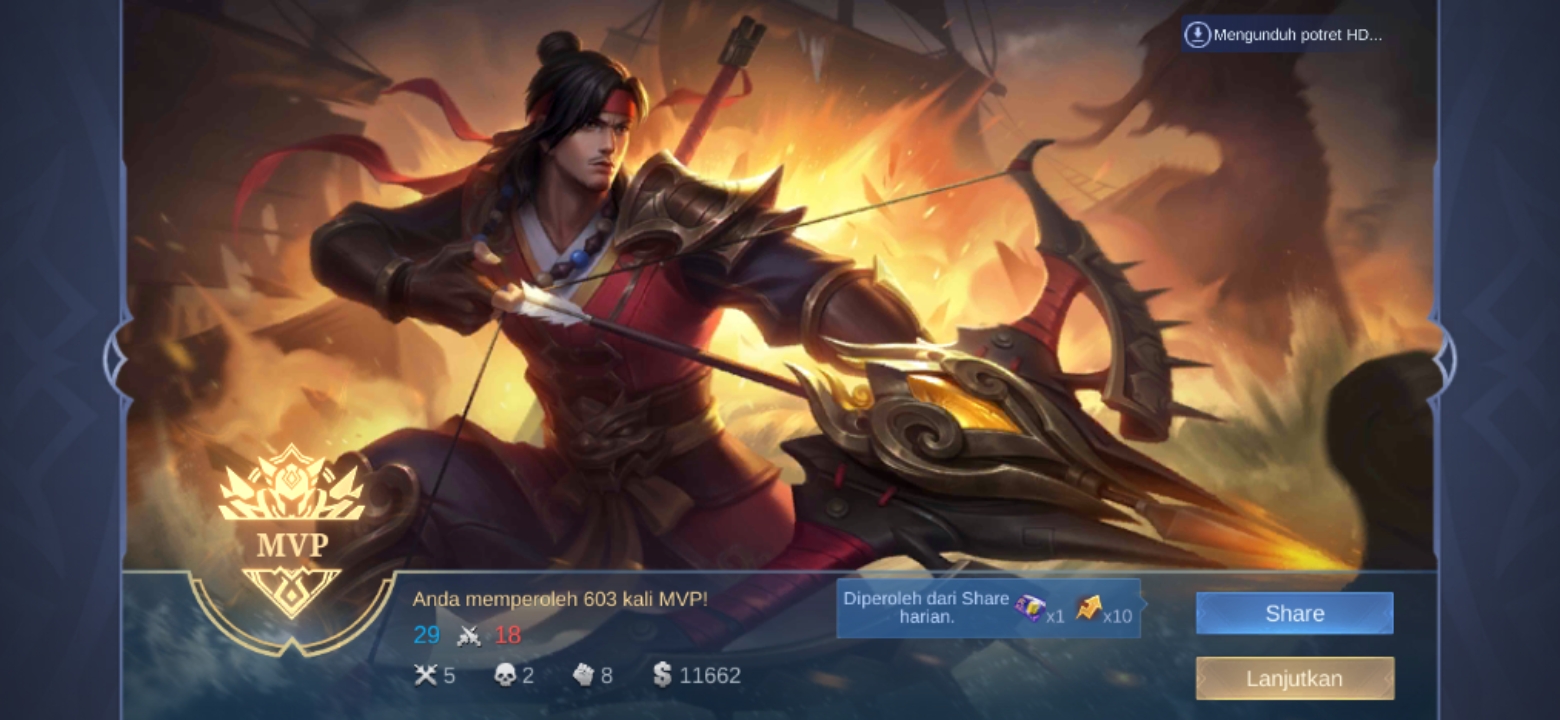 Mengunduh potret HD...
MVP
Anda memperoleh 603 kali MVP!
29 18
5 2 8 11662
Diperoleh dari Share
harian.
x1 x10
Share
Lanjutkan